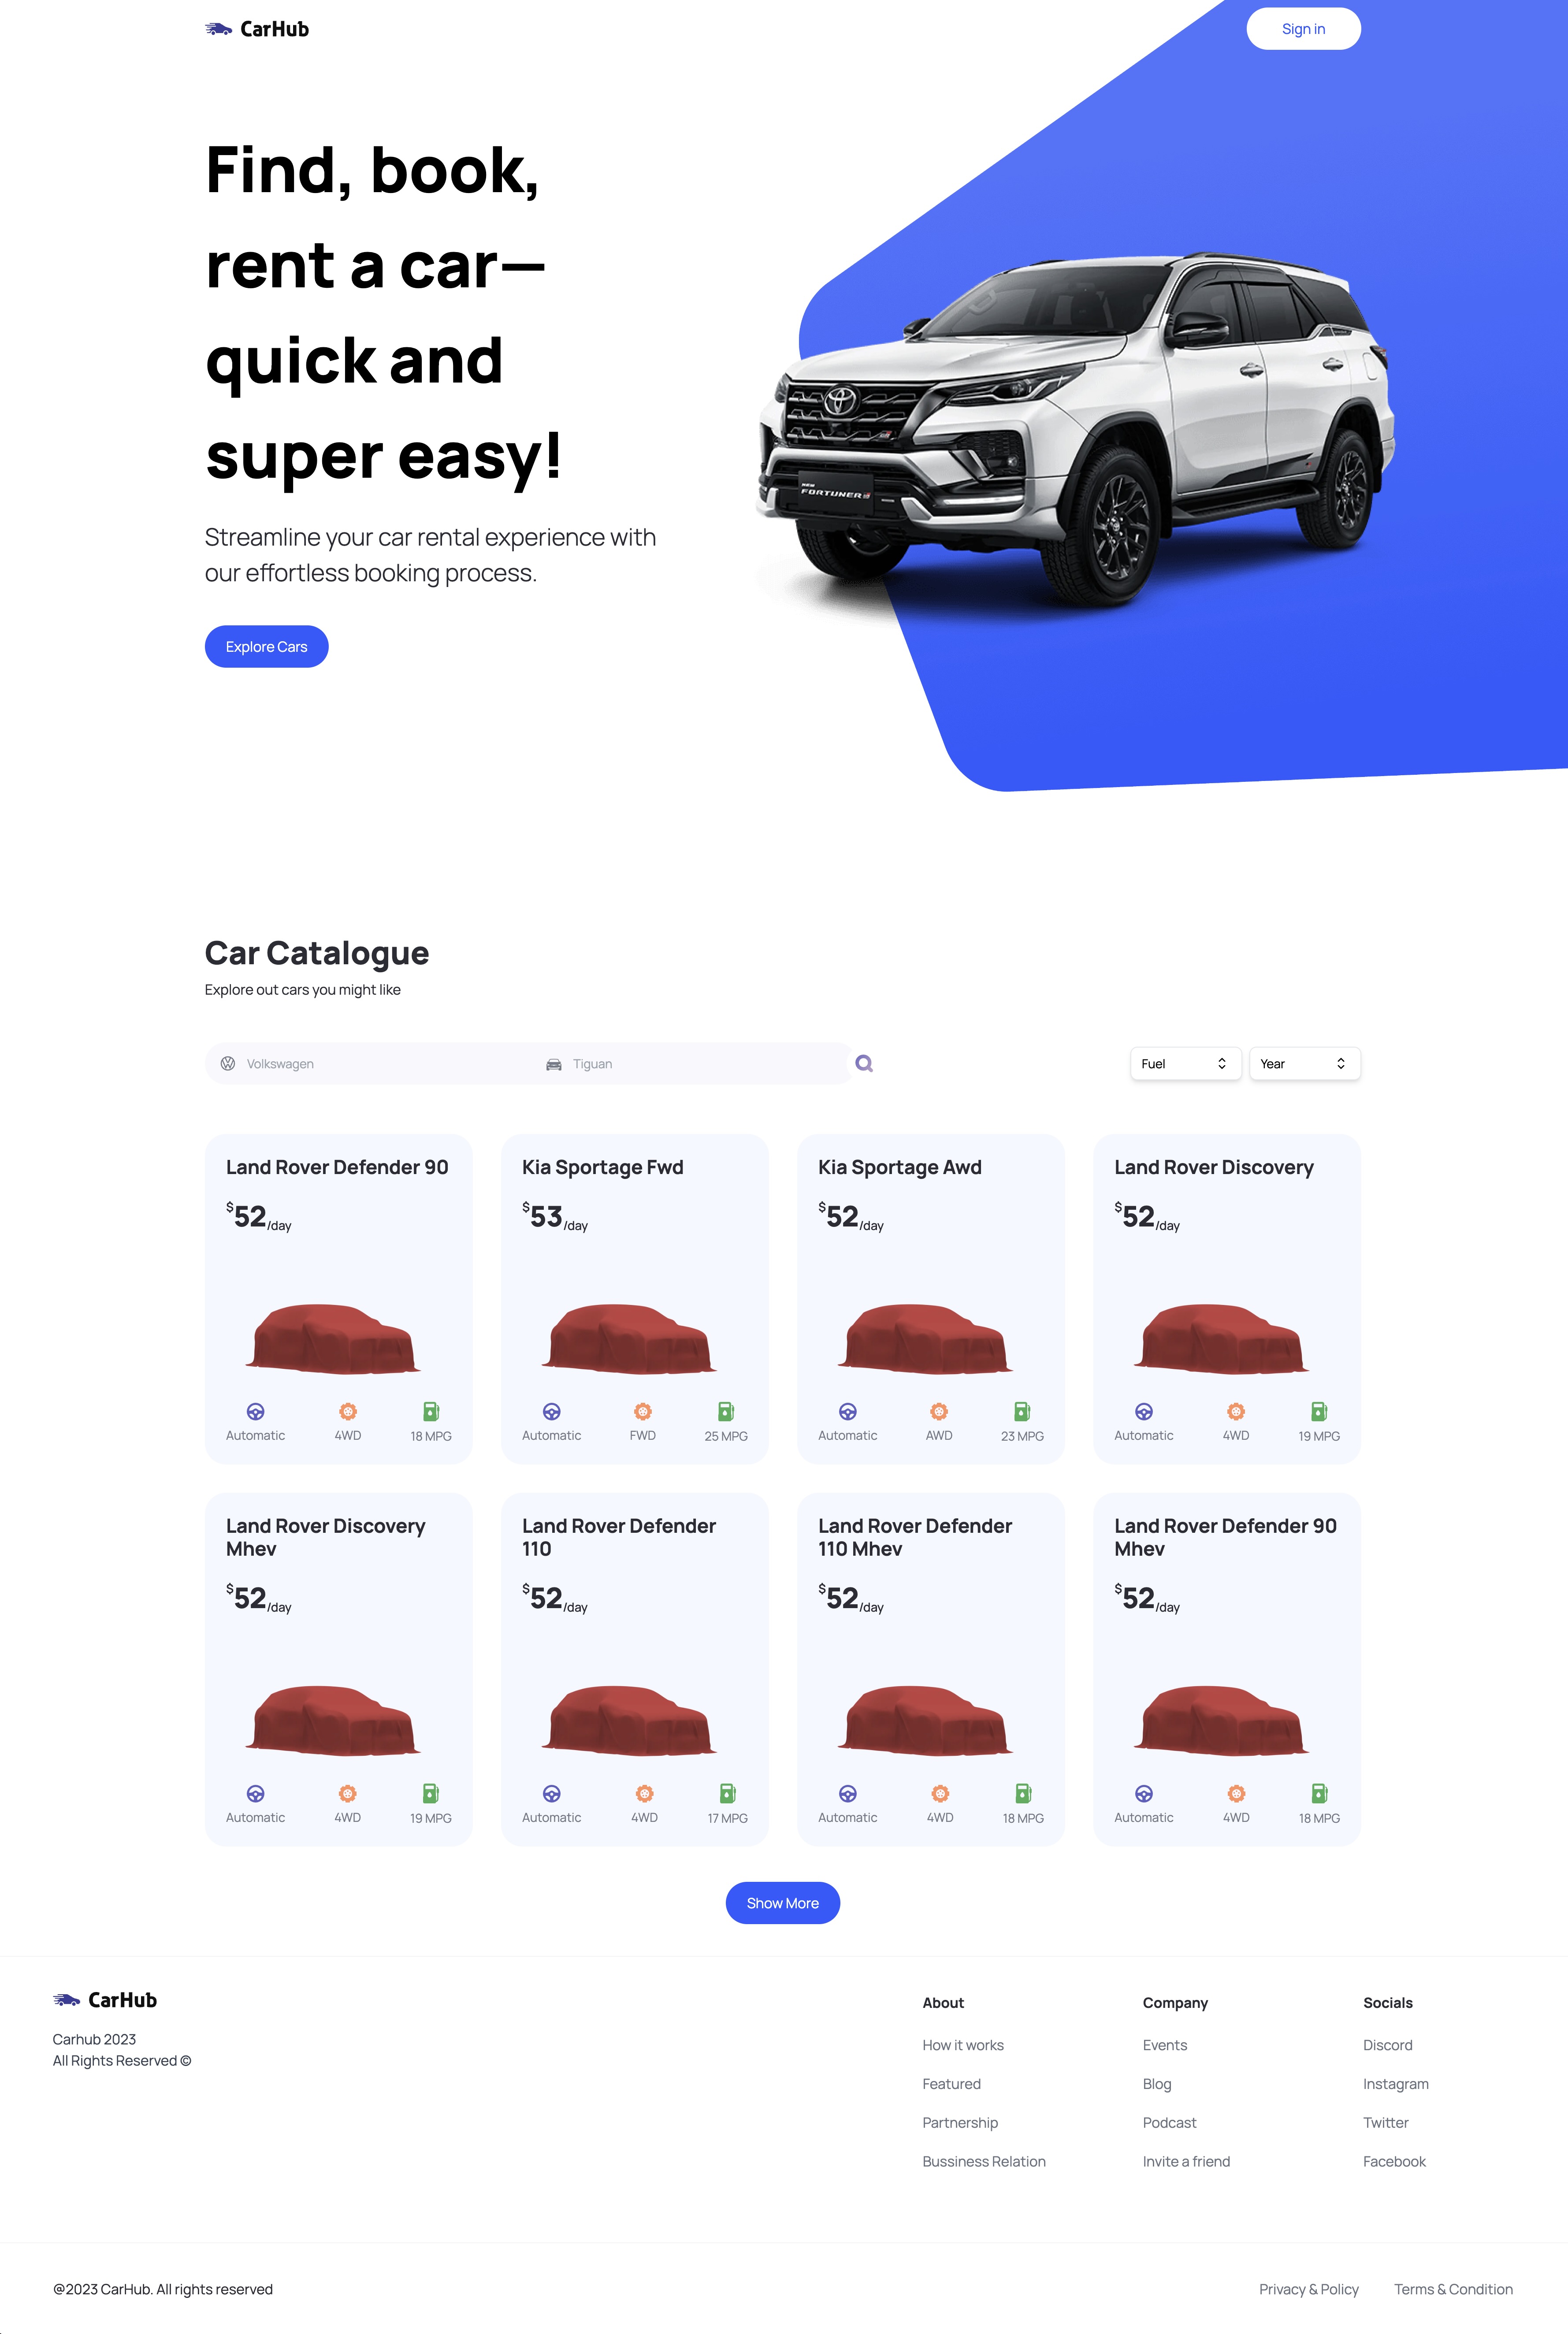 CarHub
Sign in
Find, book,
rent a car—
quick and
super easy!
Streamline your car rental experience with
our effortless booking process.
Explore Cars
NEW
FORTUNER
Car Catalogue
Explore out cars you might like
Volkswagen
Tiguan
Fuel
Year
Land Rover Defender 90
$52/day
Automatic
4WD
18 MPG
Kia Sportage Fwd
$53/day
Automatic
FWD
25 MPG
Kia Sportage Awd
$52/day
Automatic
AWD
23 MPG
Land Rover Discovery
$52/day
Automatic
4WD
19 MPG
Land Rover Discovery
Mhev
$52/day
Automatic
4WD
19 MPG
Land Rover Defender
110
$52/day
Automatic
4WD
17 MPG
Land Rover Defender
110 Mhev
$52/day
Automatic
4WD
18 MPG
Land Rover Defender 90
Mhev
$52/day
Automatic
4WD
18 MPG
Show More
CarHub
Carhub 2023
All Rights Reserved ©
About
How it works
Featured
Partnership
Bussiness Relation
Company
Events
Blog
Podcast
Invite a friend
Socials
Discord
Instagram
Twitter
Facebook
@2023 CarHub. All rights reserved
Privacy & Policy
Terms & Condition